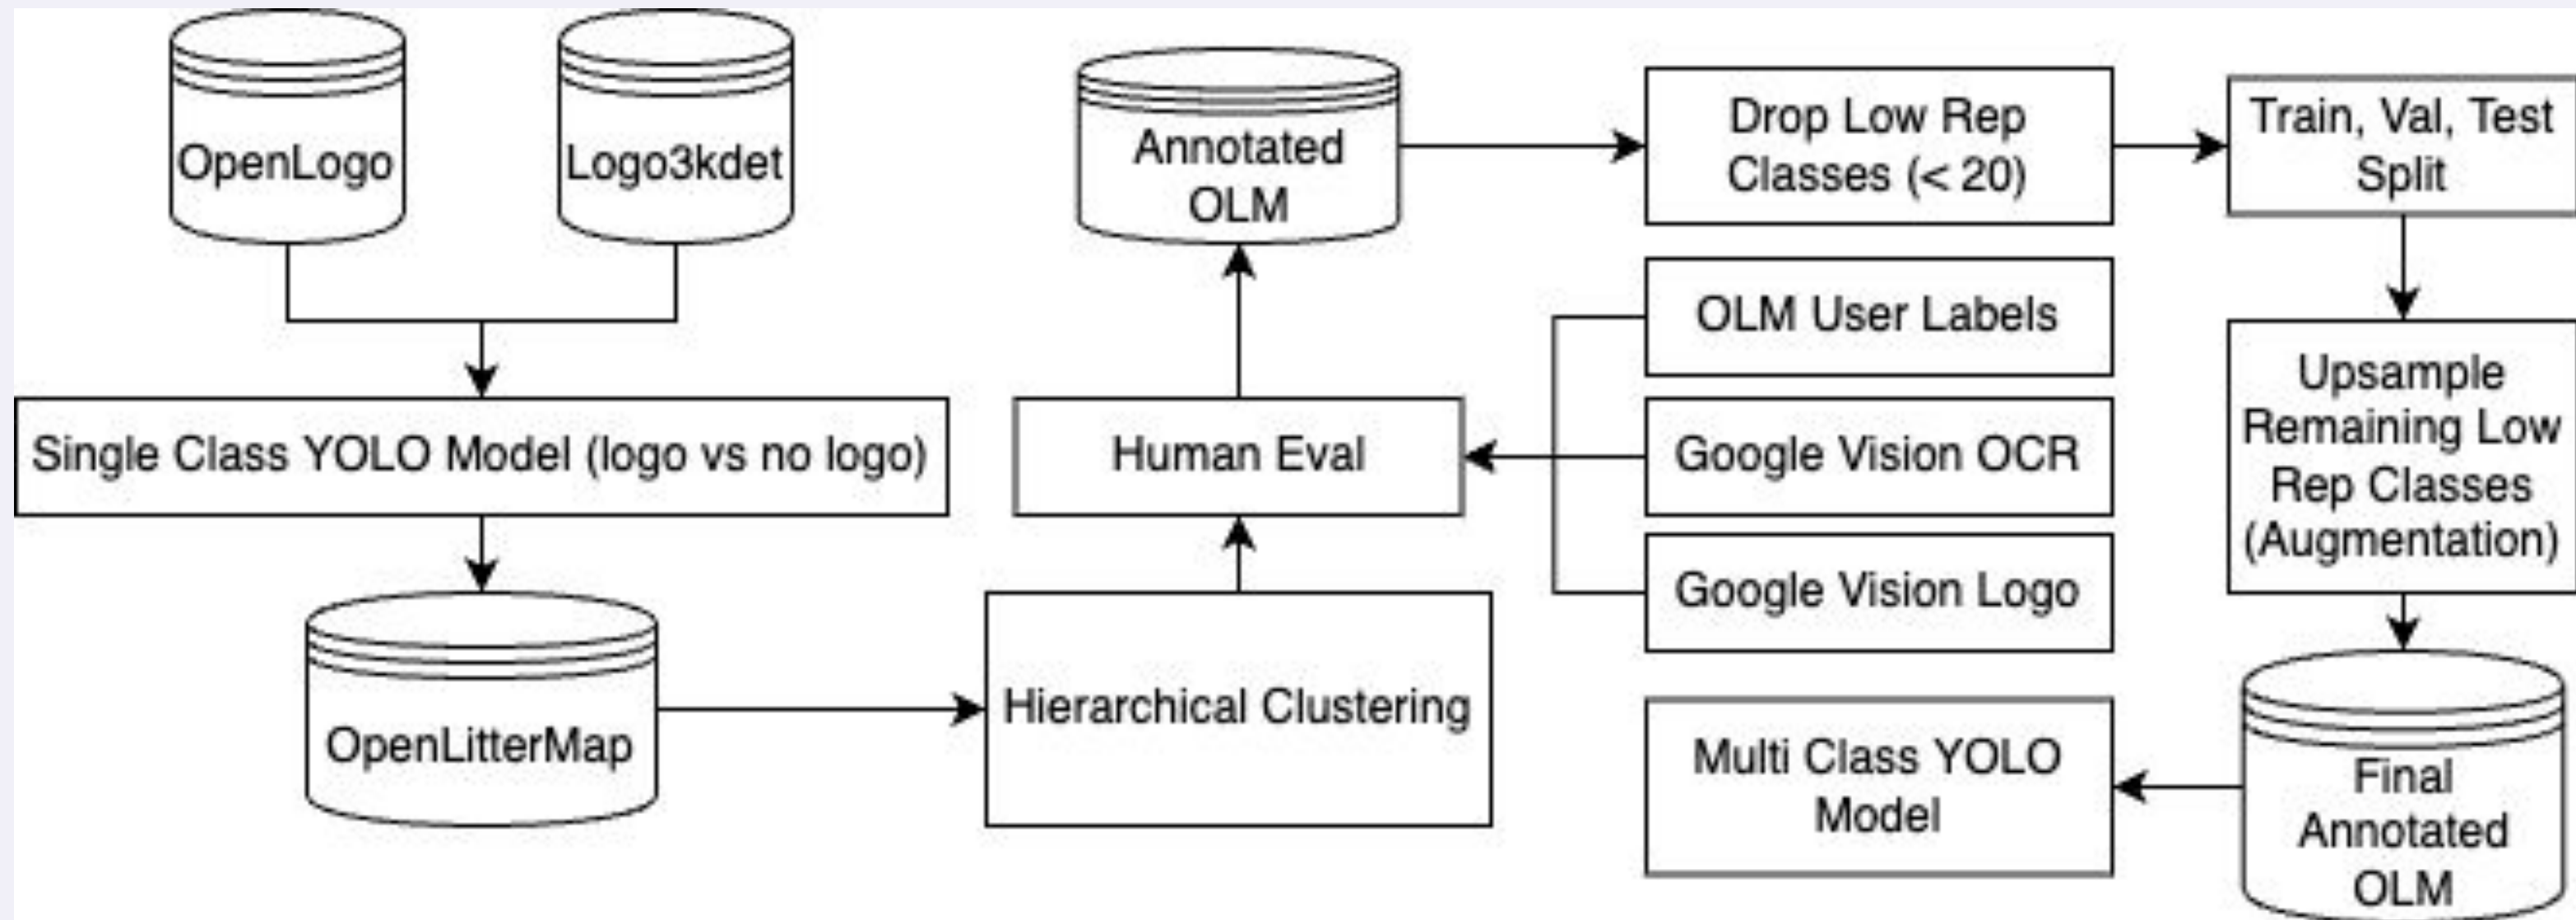 OpenLogo
Logo3kdet
Single Class YOLO Model (logo vs no logo)
OpenLitterMap
Hierarchical Clustering
Human Eval
OLM User Labels
Google Vision OCR
Google Vision Logo
Annotated
OLM
Drop Low Rep
Classes (< 20)
Train, Val, Test
Split
Upsample
Remaining Low
Rep Classes
(Augmentation)
Final
Annotated
OLM
Multi Class YOLO
Model